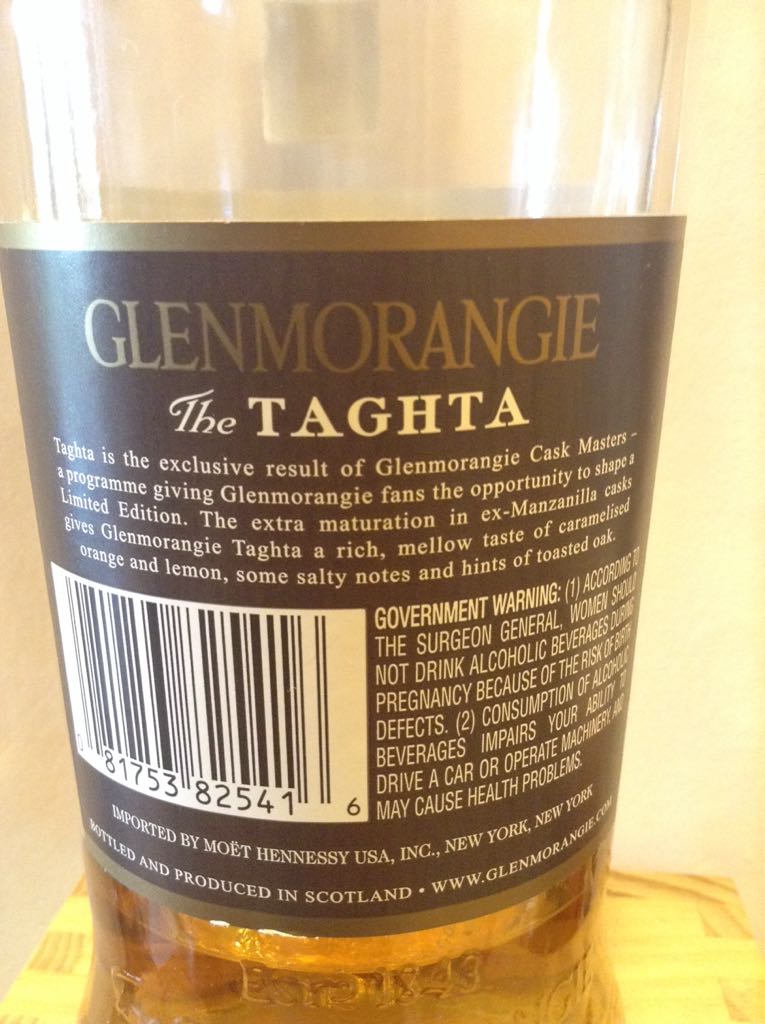 GLENMORANGIE
The TAGHTA
Taghta is the exclusive result of Glenmorangie Cask Masters –
a programme giving Glenmorangie fans the opportunity to shape a
Limited Edition. The extra maturation in ex-Manzanilla casks
gives Glenmorangie Taghta a rich, mellow taste of caramelised
orange and lemon, some salty notes and hints of toasted oak.
GOVERNMENT WARNING: (1) ACCORDING TO
THE SURGEON GENERAL, WOMEN SHOULD
NOT DRINK ALCOHOLIC BEVERAGES DURING
PREGNANCY BECAUSE OF THE RISK OF BIRTH
DEFECTS. (2) CONSUMPTION OF ALCOHOLIC
BEVERAGES IMPAIRS YOUR ABILITY TO
DRIVE A CAR OR OPERATE MACHINERY, AND
MAY CAUSE HEALTH PROBLEMS.
0 81753 82541 6
IMPORTED BY MOËT HENNESSY USA, INC., NEW YORK, NEW YORK
BOTTLED AND PRODUCED IN SCOTLAND • WWW.GLENMORANGIE.COM